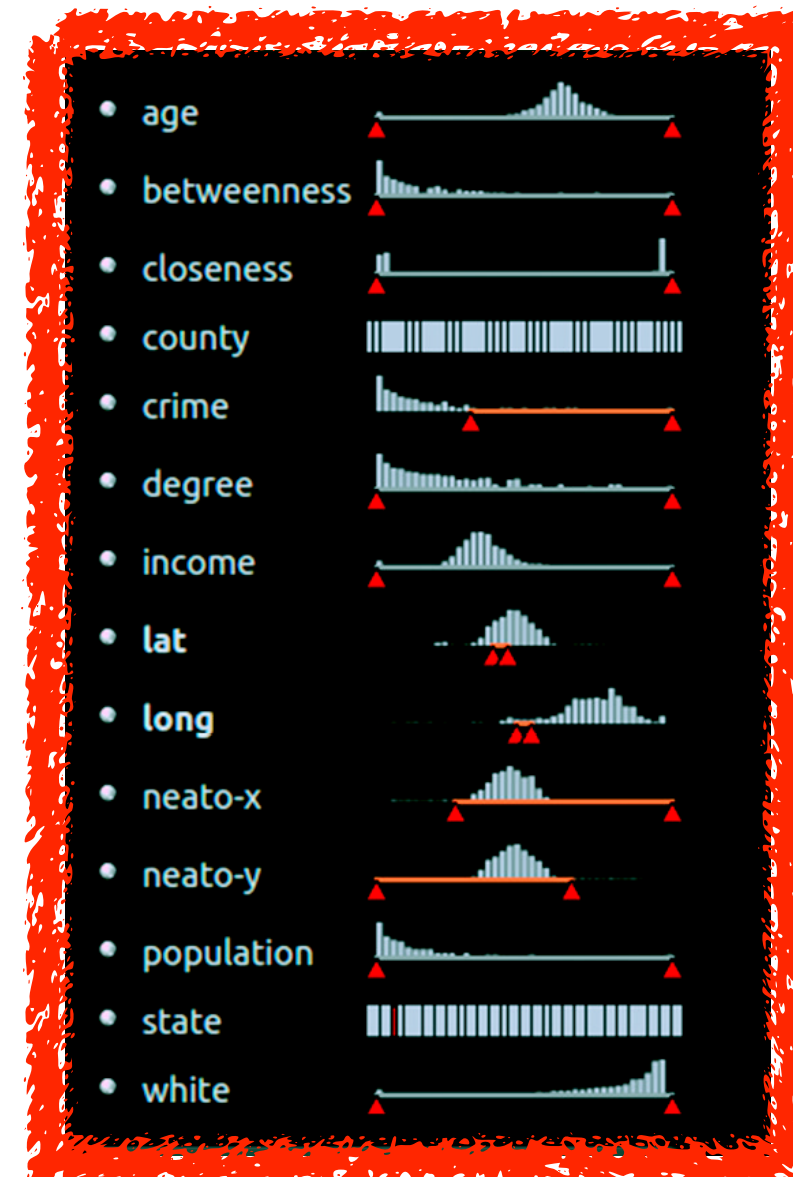 age
betweenness
closeness
county
crime
degree
income
lat
long
neato-x
neato-y
population
state
white